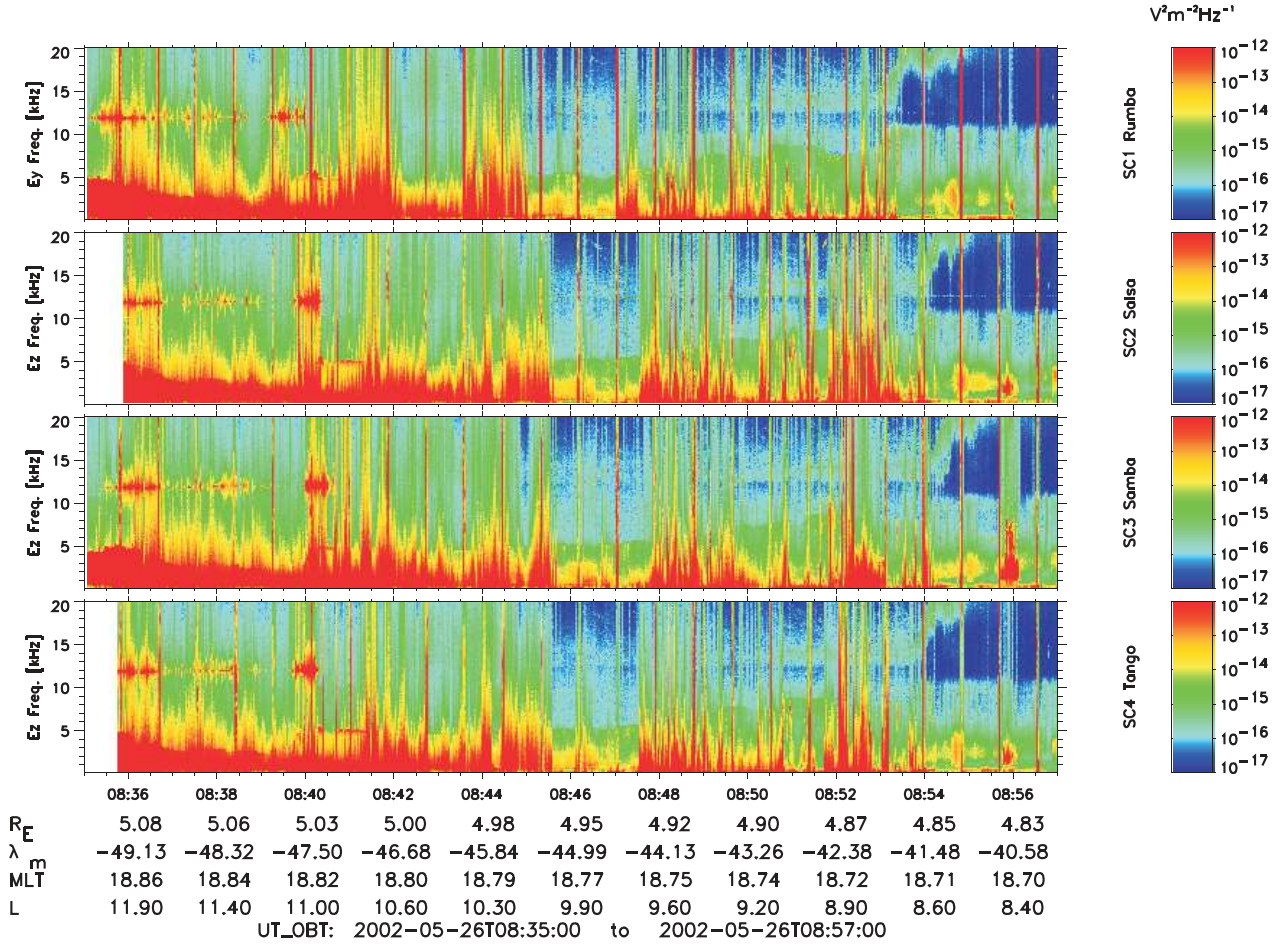 V²m⁻²Hz⁻¹
20
15
10
5
Ey Freq. [kHz]
SC1 Rumba
10⁻¹²
10⁻¹³
10⁻¹⁴
10⁻¹⁵
10⁻¹⁶
10⁻¹⁷
20
15
10
5
Ez Freq. [kHz]
SC2 Salsa
10⁻¹²
10⁻¹³
10⁻¹⁴
10⁻¹⁵
10⁻¹⁶
10⁻¹⁷
20
15
10
5
Ez Freq. [kHz]
SC3 Samba
10⁻¹²
10⁻¹³
10⁻¹⁴
10⁻¹⁵
10⁻¹⁶
10⁻¹⁷
20
15
10
5
Ez Freq. [kHz]
SC4 Tango
10⁻¹²
10⁻¹³
10⁻¹⁴
10⁻¹⁵
10⁻¹⁶
10⁻¹⁷
08:36 08:38 08:40 08:42 08:44 08:46 08:48 08:50 08:52 08:54 08:56
R_E 5.08 5.06 5.03 5.00 4.98 4.95 4.92 4.90 4.87 4.85 4.83
λ_m −49.13 −48.32 −47.50 −46.68 −45.84 −44.99 −44.13 −43.26 −42.38 −41.48 −40.58
MLT 18.86 18.84 18.82 18.80 18.79 18.77 18.75 18.74 18.72 18.71 18.70
L 11.90 11.40 11.00 10.60 10.30 9.90 9.60 9.20 8.90 8.60 8.40
UT_OBT: 2002−05−26T08:35:00 to 2002−05−26T08:57:00